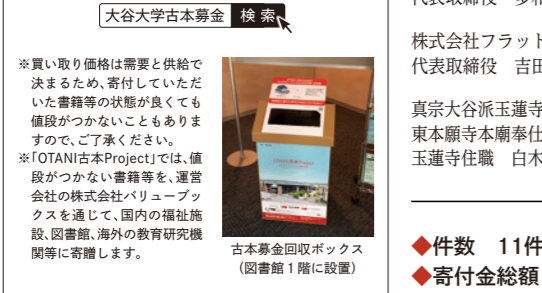 大谷大学古本募金 検 索
※買い取り価格は需要と供給で
決まるため、寄付していただ
いた書籍等の状態が良くても
値段がつかないこともありま
すので、ご了承ください。
※「OTANI古本Project」では、値
段がつかない書籍等を、運営
会社の株式会社バリューブッ
クスを通じて、国内の福祉施
設、図書館、海外の教育研究機
関等に寄贈します。
古本募金回収ボックス
(図書館1階に設置)
代表取締役
株式会社フラット
代表取締役 吉田
真宗大谷派玉蓮寺
東本願寺本廟奉仕
玉蓮寺住職 白木
◆件数 11件
◆寄付金総額